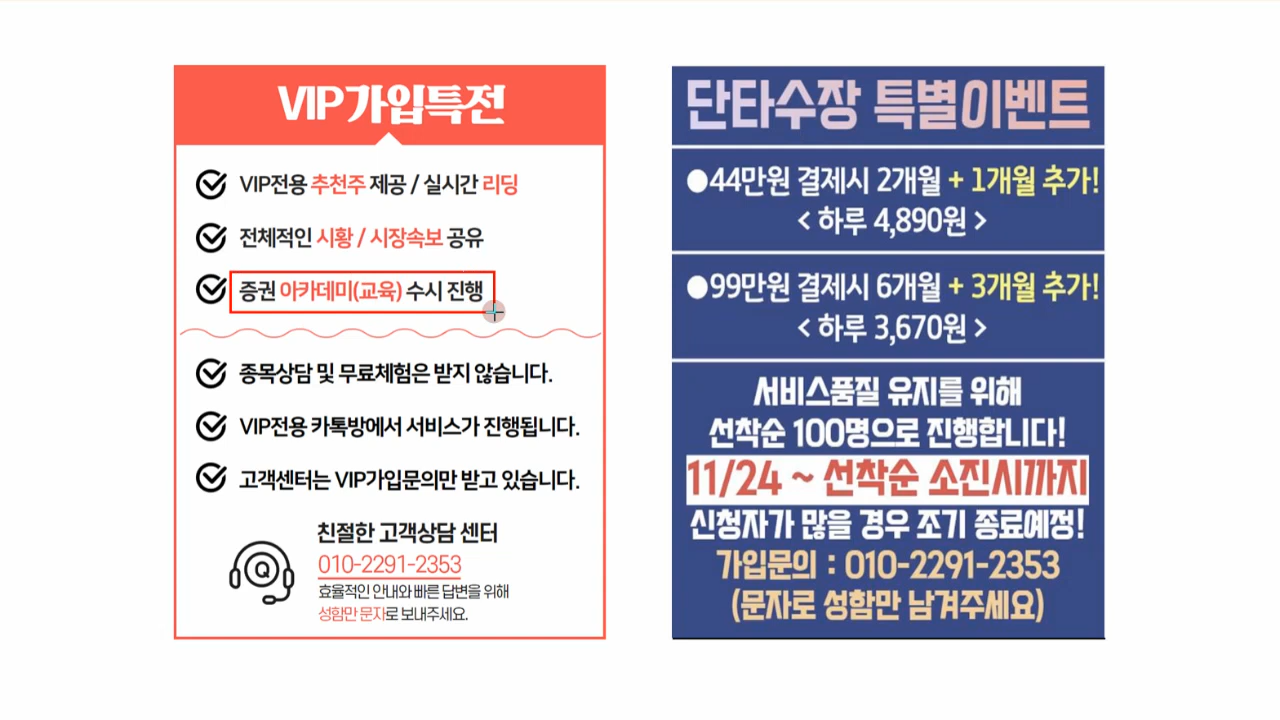 VIP가입특전
VIP전용 추천주 제공 / 실시간 리딩
전체적인 시황 / 시장속보 공유
증권 아카데미(교육) 수시 진행
종목상담 및 무료체험은 받지 않습니다.
VIP전용 카톡방에서 서비스가 진행됩니다.
고객센터는 VIP가입문의만 받고 있습니다.
Q
친절한 고객상담 센터
010-2291-2353
효율적인 안내와 빠른 답변을 위해
성함만 문자로 보내주세요.
단타수장 특별이벤트
●44만원 결제시 2개월 + 1개월 추가!
< 하루 4,890원 >
●99만원 결제시 6개월 + 3개월 추가!
< 하루 3,670원 >
서비스품질 유지를 위해
선착순 100명으로 진행합니다!
11/24 ~ 선착순 소진시까지
신청자가 많을 경우 조기 종료예정!
가입문의 : 010-2291-2353
(문자로 성함만 남겨주세요)